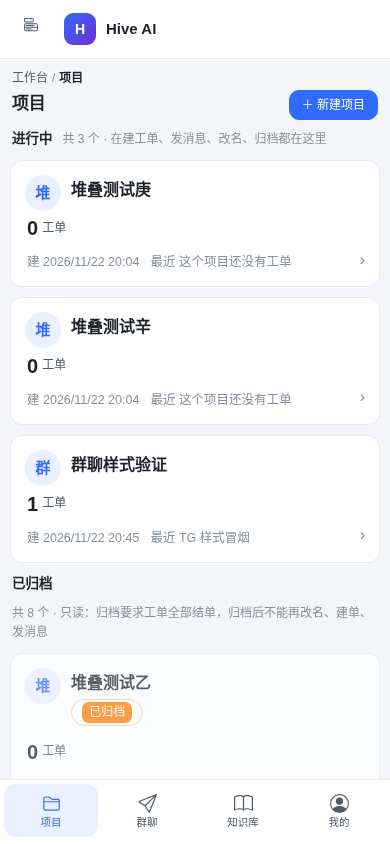 H Hive AI
工作台 / 项目
项目
＋ 新建项目
进行中 共 3 个 · 在建工单、发消息、改名、归档都在这里
堆 堆叠测试庚
0 工单
建 2026/11/22 20:04 · 最近 这个项目还没有工单 ›
堆 堆叠测试辛
0 工单
建 2026/11/22 20:04 · 最近 这个项目还没有工单 ›
群 群聊样式验证
1 工单
建 2026/11/22 20:45 · 最近 TG 样式冒烟 ›
已归档
共 8 个 · 只读：归档要求工单全部结单，归档后不能再改名、建单、
发消息
堆 堆叠测试乙
已归档
0 工单
项目 群聊 知识库 我的